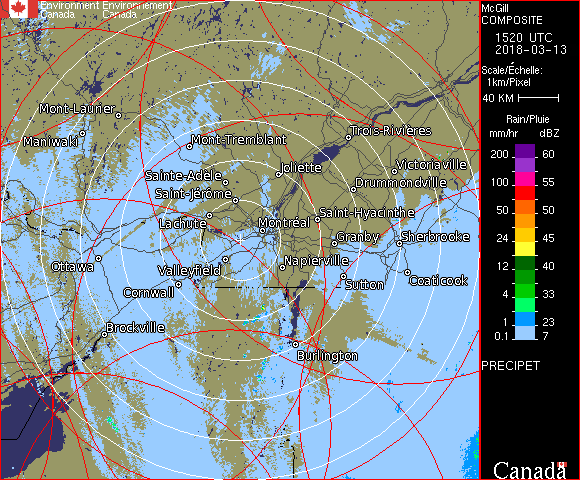 Environment Environnement
Canada Canada
McGill
COMPOSITE
1520 UTC
2018-03-13
Scale/Échelle:
1km/Pixel
40 KM
Rain/Pluie
mm/hr dBZ
200 60
100 55
50 50
24 45
12 40
4 33
1 23
0.1 7
PRECIPET
Canada
Mont-Laurier
Maniwaki
Mont-Tremblant
Trois-Rivières
Joliette
Victoriaville
Sainte-Adèle
Drummondville
Saint-Jérôme
Lachute
Saint-Hyacinthe
Montréal
Granby
Sherbrooke
Ottawa
Valleyfield
Napierville
Cornwall
Sutton
Coaticook
Brockville
Burlington